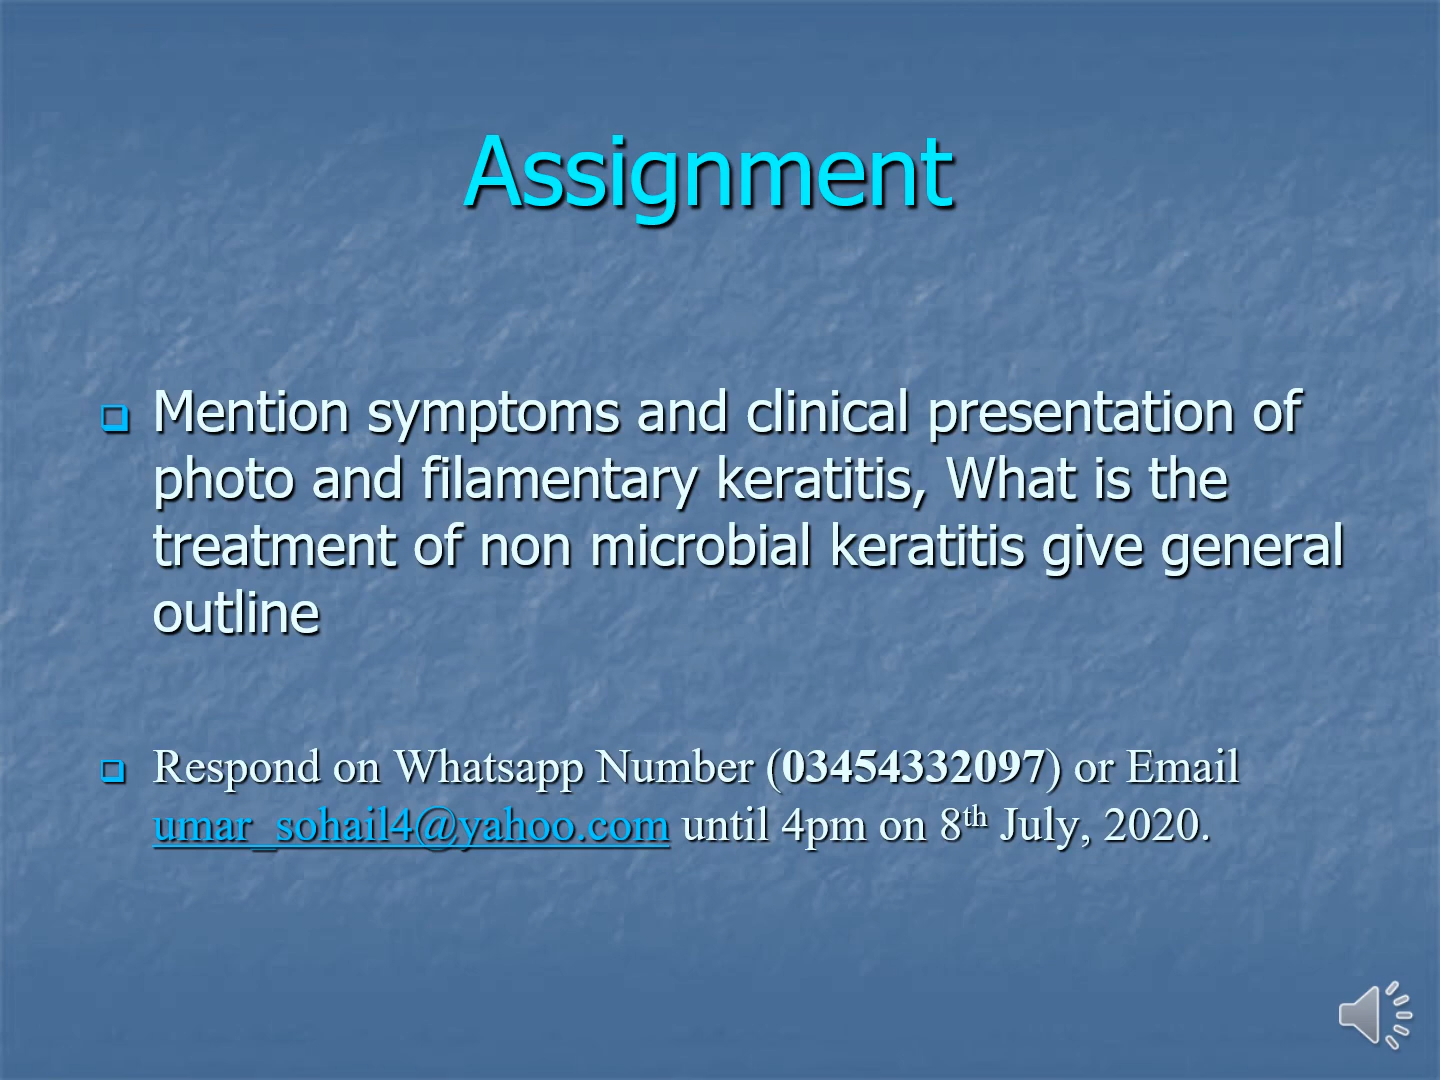 Assignment
Mention symptoms and clinical presentation of
photo and filamentary keratitis, What is the
treatment of non microbial keratitis give general
outline
Respond on Whatsapp Number (03454332097) or Email
umar_sohail4@yahoo.com until 4pm on 8th July, 2020.